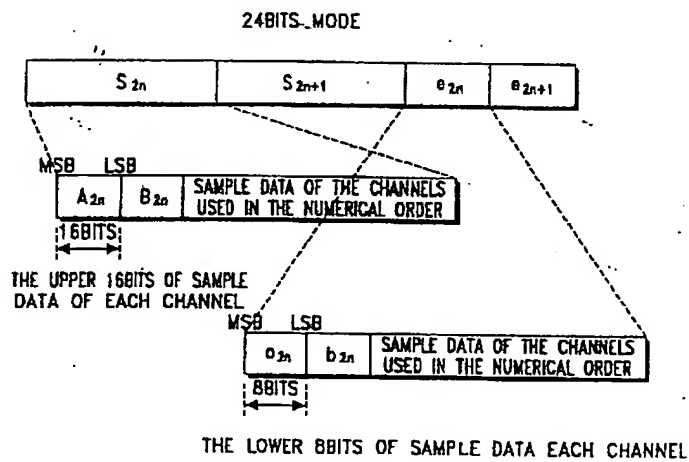 24BITS MODE
S2n S2n+1 e2n e2n+1
MSB LSB
A2n B2n SAMPLE DATA OF THE CHANNELS
USED IN THE NUMERICAL ORDER
16BITS
THE UPPER 16BITS OF SAMPLE
DATA OF EACH CHANNEL
MSB LSB
a2n b2n SAMPLE DATA OF THE CHANNELS
USED IN THE NUMERICAL ORDER
8BITS
THE LOWER 8BITS OF SAMPLE DATA EACH CHANNEL